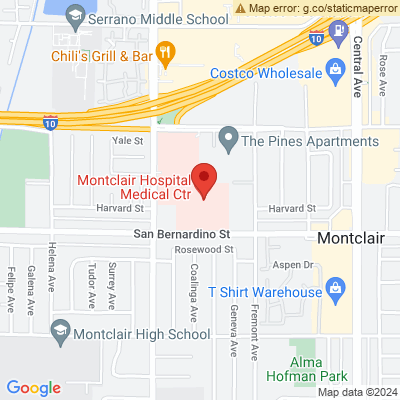 Map error: g.co/staticmaperror
Serrano Middle School
Chili's Grill & Bar
10
Costco Wholesale
Central Ave
Rose Ave
10
Yale St
The Pines Apartments
Montclair Hospital
Medical Ctr
Harvard St
Harvard St
San Bernardino St
Montclair
Rosewood St
Helena Ave
Galena Ave
Felipe Ave
Tudor Ave
Surrey Ave
Coalinga Ave
Geneva Ave
Fremont Ave
Aspen Dr
T Shirt Warehouse
Montclair High School
Alma
Hofman Park
Google
Map data ©2024